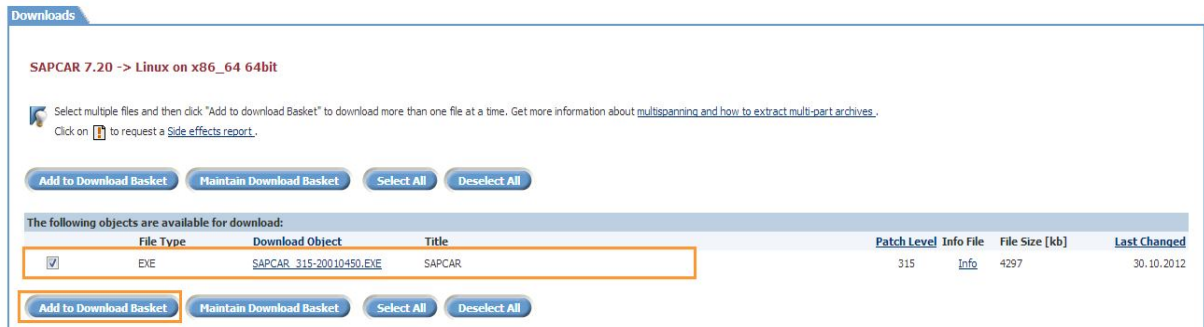 Downloads
SAPCAR 7.20 -> Linux on x86_64 64bit
Select multiple files and then click "Add to download Basket" to download more than one file at a time. Get more information about multispanning and how to extract multi-part archives .
Click on to request a Side effects report .
Add to Download Basket Maintain Download Basket Select All Deselect All
The following objects are available for download:
File Type Download Object Title Patch Level Info File File Size [kb] Last Changed
EXE SAPCAR_315-20010450.EXE SAPCAR 315 Info 4297 30.10.2012
Add to Download Basket Maintain Download Basket Select All Deselect All